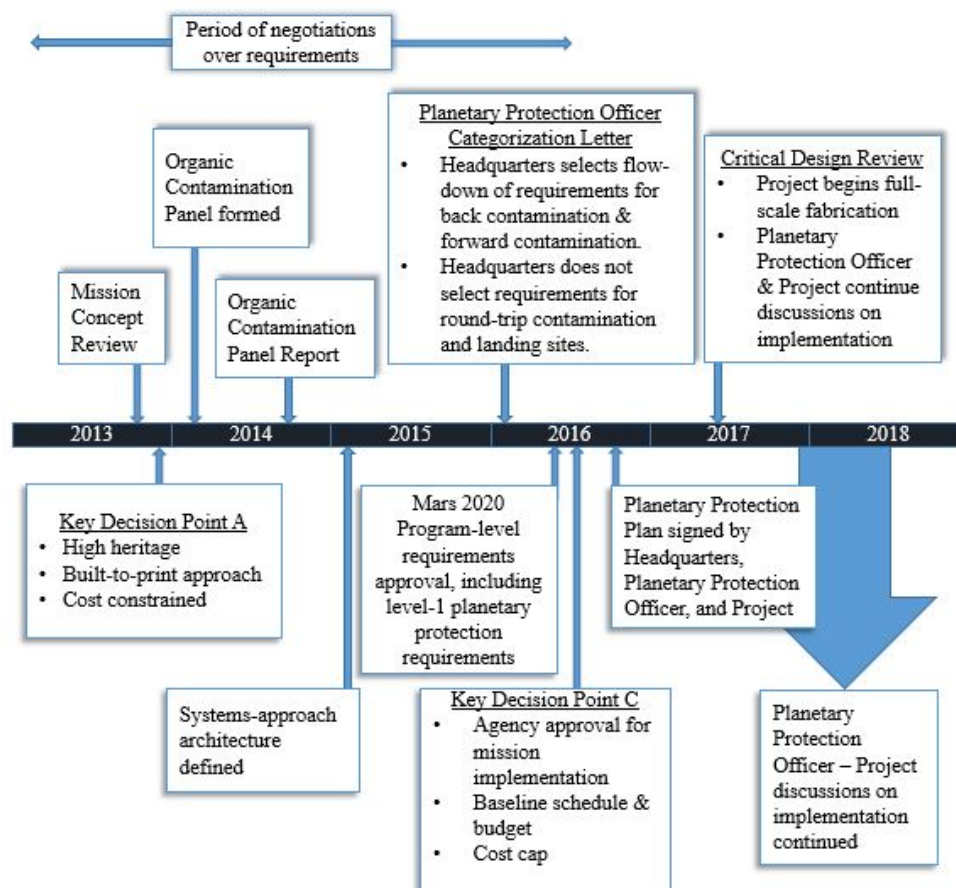 Period of negotiations
over requirements
Organic
Contamination
Panel formed
Planetary Protection Officer
Categorization Letter
• Headquarters selects flow-
down of requirements for
back contamination &
forward contamination.
• Headquarters does not
select requirements for
round-trip contamination
and landing sites.
Critical Design Review
• Project begins full-
scale fabrication
• Planetary
Protection Officer
& Project continue
discussions on
implementation
Mission
Concept
Review
Organic
Contamination
Panel Report
2013
2014
2015
2016
2017
2018
Key Decision Point A
• High heritage
• Built-to-print approach
• Cost constrained
Mars 2020
Program-level
requirements
approval, including
level-1 planetary
protection
requirements
Planetary Protection
Plan signed by
Headquarters,
Planetary Protection
Officer, and Project
Systems-approach
architecture
defined
Key Decision Point C
• Agency approval for
mission
implementation
• Baseline schedule &
budget
• Cost cap
Planetary
Protection
Officer – Project
discussions on
implementation
continued